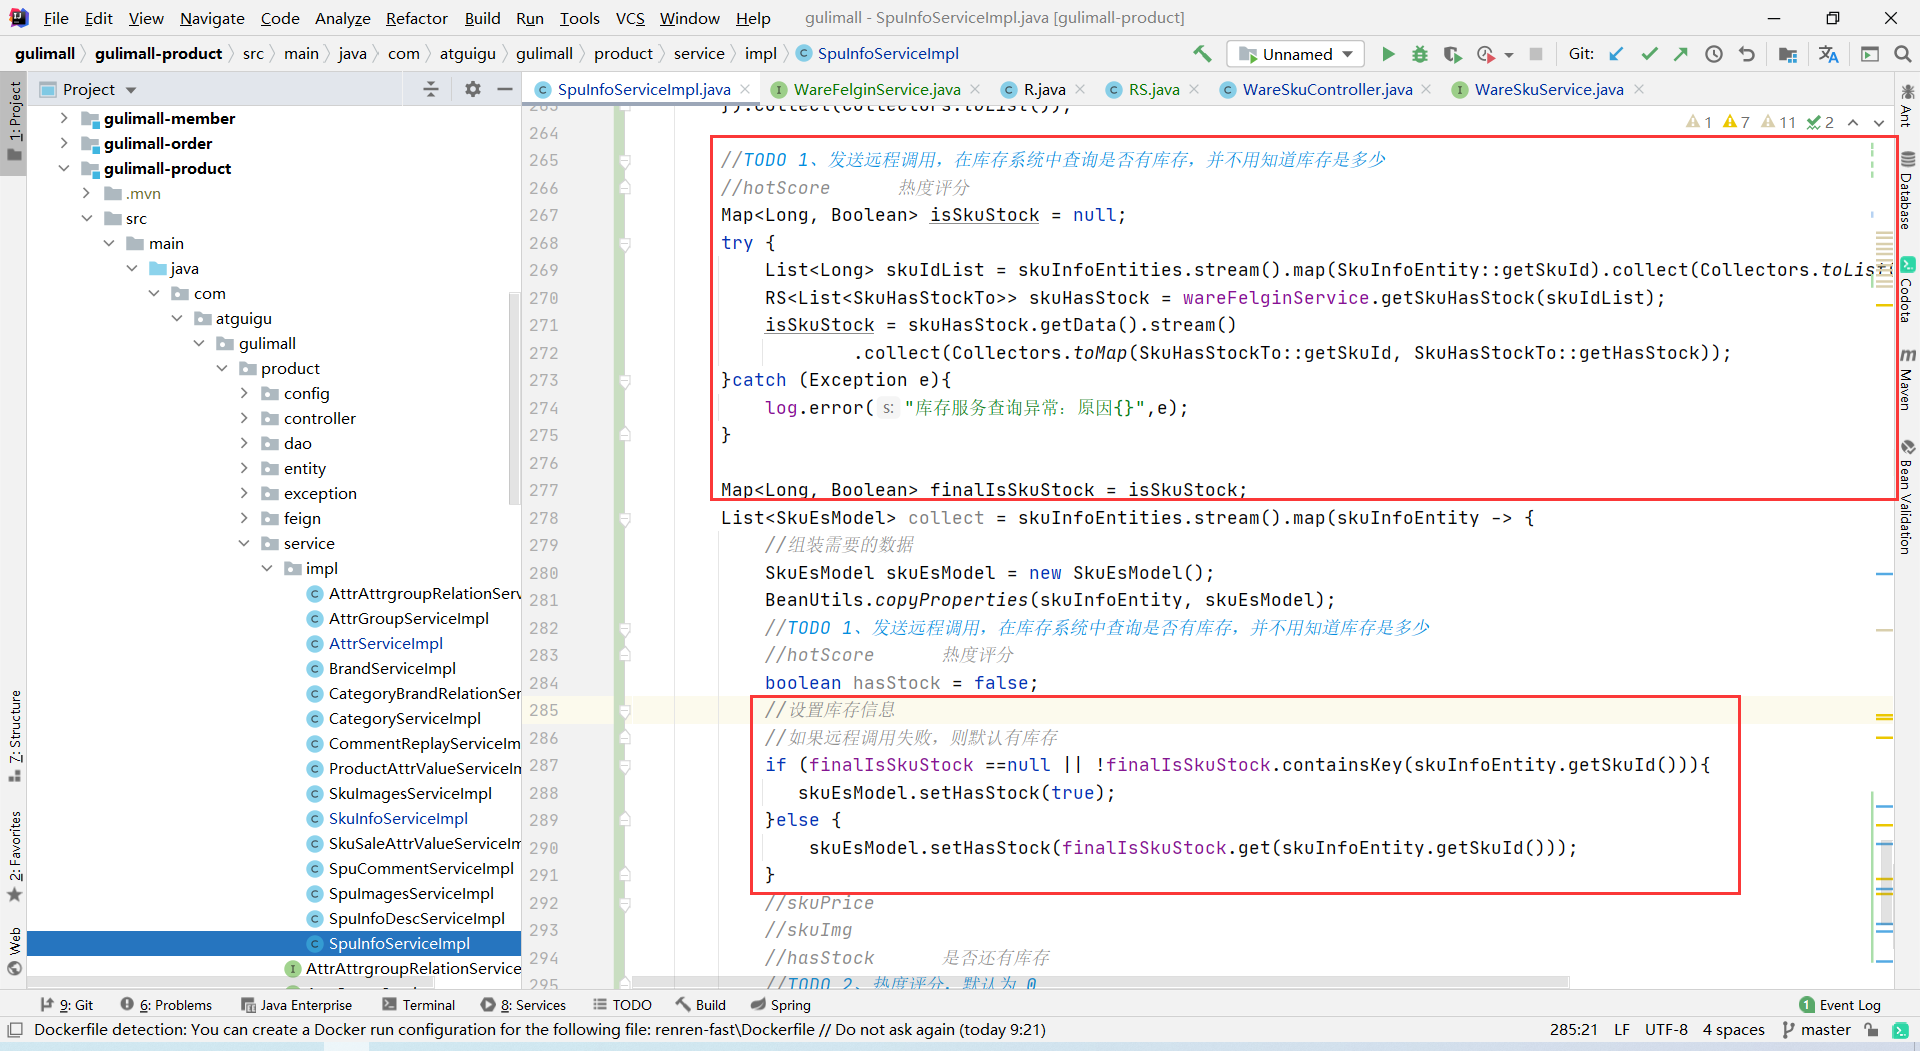 File Edit View Navigate Code Analyze Refactor Build Run Tools VCS Window Help gulimall - SpuInfoServiceImpl.java [gulimall-product]
gulimall gulimall-product src main java com atguigu gulimall product service impl SpuInfoServiceImpl Unnamed Git:
Project SpuInfoServiceImpl.java WareFelginService.java R.java RS.java WareSkuController.java WareSkuService.java
1: Project
7: Structure
2: Favorites
Web
gulimall-member
gulimall-order
gulimall-product
.mvn
src
main
java
com
atguigu
gulimall
product
config
controller
dao
entity
exception
feign
service
impl
AttrAttrgroupRelationServ
AttrGroupServiceImpl
AttrServiceImpl
BrandServiceImpl
CategoryBrandRelationSer
CategoryServiceImpl
CommentReplayServiceIm
ProductAttrValueServiceIm
SkuImagesServiceImpl
SkuInfoServiceImpl
SkuSaleAttrValueServiceIm
SpuCommentServiceImpl
SpuImagesServiceImpl
SpuInfoDescServiceImpl
SpuInfoServiceImpl
AttrAttrgroupRelationService
1 7 11 2
263 }).collect(Collectors.toList());
264
265 //TODO 1、发送远程调用，在库存系统中查询是否有库存，并不用知道库存是多少
266 //hotScore 热度评分
267 Map<Long, Boolean> isSkuStock = null;
268 try {
269 List<Long> skuIdList = skuInfoEntities.stream().map(SkuInfoEntity::getSkuId).collect(Collectors.toList(
270 RS<List<SkuHasStockTo>> skuHasStock = wareFelginService.getSkuHasStock(skuIdList);
271 isSkuStock = skuHasStock.getData().stream()
272 .collect(Collectors.toMap(SkuHasStockTo::getSkuId, SkuHasStockTo::getHasStock));
273 }catch (Exception e){
274 log.error( s: "库存服务查询异常：原因{}",e);
275 }
276
277 Map<Long, Boolean> finalIsSkuStock = isSkuStock;
278 List<SkuEsModel> collect = skuInfoEntities.stream().map(skuInfoEntity -> {
279 //组装需要的数据
280 SkuEsModel skuEsModel = new SkuEsModel();
281 BeanUtils.copyProperties(skuInfoEntity, skuEsModel);
282 //TODO 1、发送远程调用，在库存系统中查询是否有库存，并不用知道库存是多少
283 //hotScore 热度评分
284 boolean hasStock = false;
285 //设置库存信息
286 //如果远程调用失败，则默认有库存
287 if (finalIsSkuStock ==null || !finalIsSkuStock.containsKey(skuInfoEntity.getSkuId())){
288 skuEsModel.setHasStock(true);
289 }else {
290 skuEsModel.setHasStock(finalIsSkuStock.get(skuInfoEntity.getSkuId()));
291 }
292 //skuPrice
293 //skuImg
294 //hasStock 是否还有库存
295 //TODO 2、热度评分，默认为 0
Ant
Database
Codota
Maven
Bean Validation
9: Git 6: Problems Java Enterprise Terminal 8: Services TODO Build Spring 1 Event Log
Dockerfile detection: You can create a Docker run configuration for the following file: renren-fast\Dockerfile // Do not ask again (today 9:21) 285:21 LF UTF-8 4 spaces master